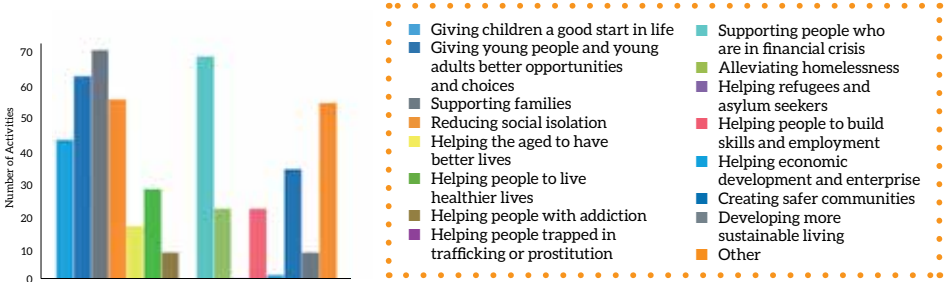 Number of Activities
70
60
50
40
30
20
10
0
Giving children a good start in life
Giving young people and young
adults better opportunities
and choices
Supporting families
Reducing social isolation
Helping the aged to have
better lives
Helping people to live
healthier lives
Helping people with addiction
Helping people trapped in
trafficking or prostitution
Supporting people who
are in financial crisis
Alleviating homelessness
Helping refugees and
asylum seekers
Helping people to build
skills and employment
Helping economic
development and enterprise
Creating safer communities
Developing more
sustainable living
Other